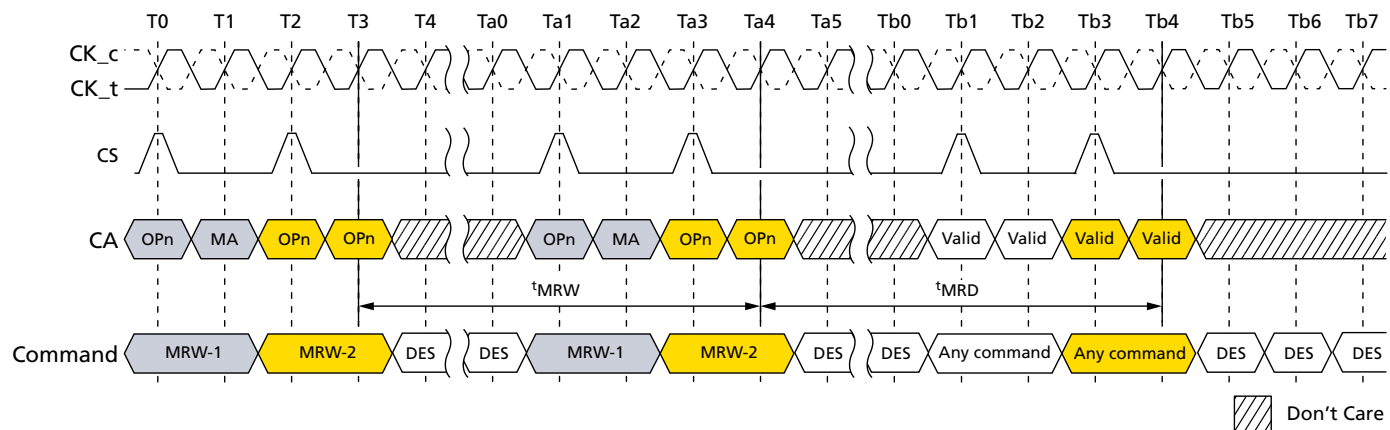 T0 T1 T2 T3 T4 Ta0 Ta1 Ta2 Ta3 Ta4 Ta5 Tb0 Tb1 Tb2 Tb3 Tb4 Tb5 Tb6 Tb7
CK_c
CK_t
CS
CA OPn MA OPn OPn OPn MA OPn OPn Valid Valid Valid Valid
tMRW tMRD
Command MRW-1 MRW-2 DES DES MRW-1 MRW-2 DES DES Any command Any command DES DES DES
Don't Care